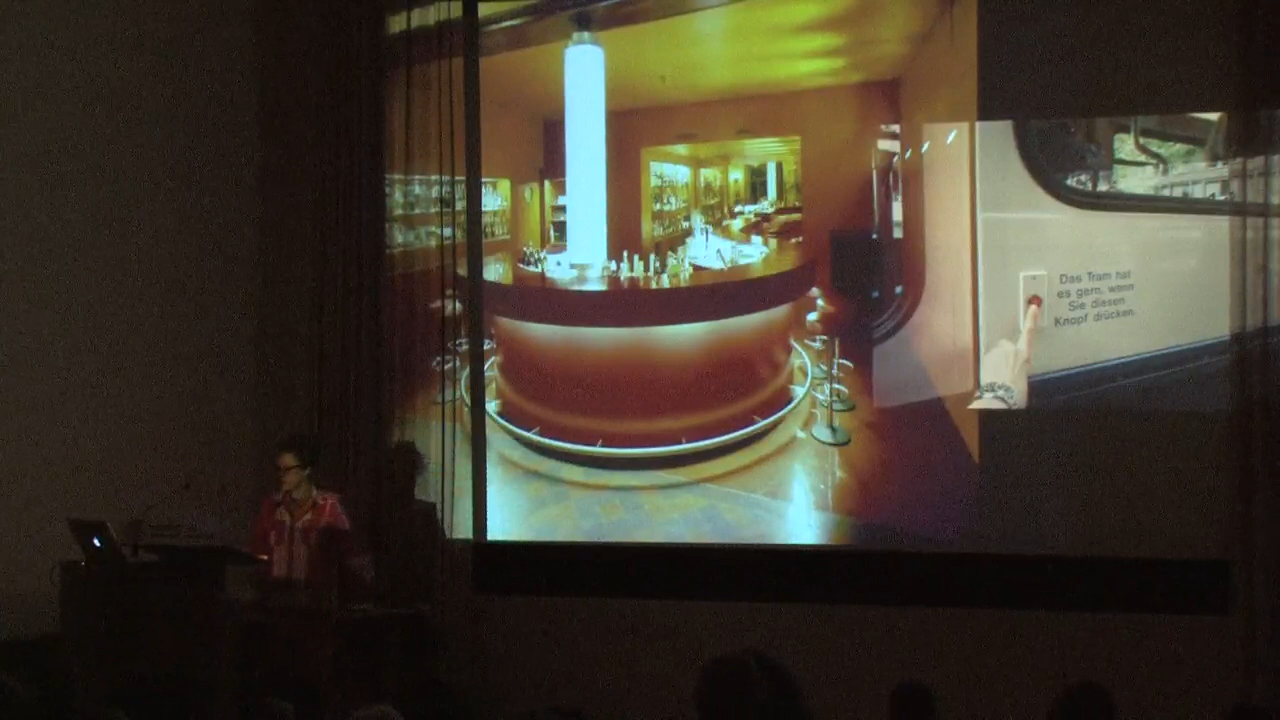 Das Tram hat
es gern, wenn
Sie diesen
Knopf drücken.